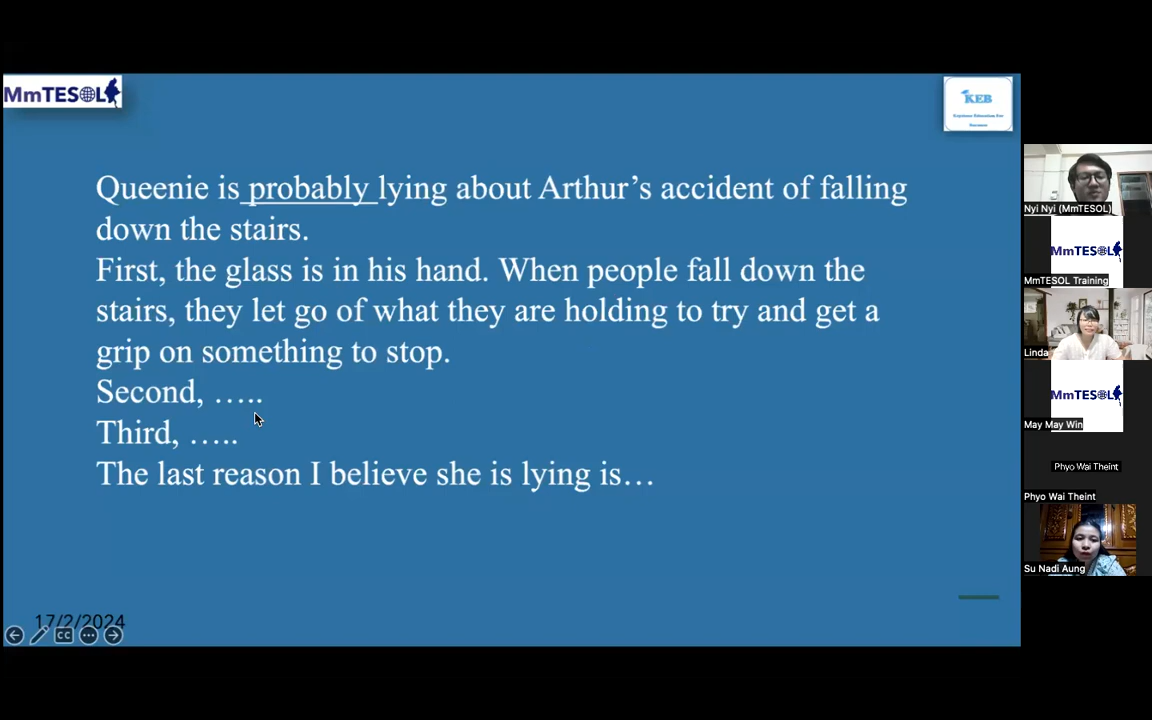 MmTESOL
KEB
Queenie is probably lying about Arthur’s accident of falling
down the stairs.
First, the glass is in his hand. When people fall down the
stairs, they let go of what they are holding to try and get a
grip on something to stop.
Second, …..
Third, …..
The last reason I believe she is lying is…
17/2/2024
CC
Nyi Nyi (MmTESOL)
MmTESOL
MmTESOL Training
Linda
MmTESOL
May May Win
Phyo Wai Theint
Phyo Wai Theint
Su Nadi Aung